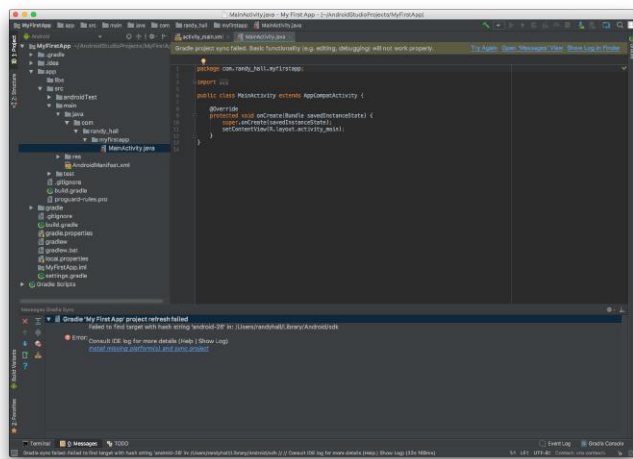 MainActivity.java - My First App - [~/AndroidStudioProjects/MyFirstApp]
MyFirstApp app src main java com randy_hall myfirstapp MainActivity.java
Android
activity_main.xml MainActivity.java
Gradle project sync failed. Basic functionality (e.g. editing, debugging) will not work properly. Try Again Open 'Messages' View Show Log in Finder
1: Project
Z: Structure
MyFirstApp
.gradle
.idea
app
libs
src
androidTest
main
java
com
randy_hall
myfirstapp
MainActivity.java
res
AndroidManifest.xml
test
.gitignore
build.gradle
proguard-rules.pro
gradle
.gitignore
build.gradle
gradle.properties
gradlew
gradlew.bat
local.properties
MyFirstApp.iml
settings.gradle
Gradle Scripts
package com.randy_hall.myfirstapp;
import ...
public class MainActivity extends AppCompatActivity {
@Override
protected void onCreate(Bundle savedInstanceState) {
super.onCreate(savedInstanceState);
setContentView(R.layout.activity_main);
}
}
Messages Gradle Sync
Gradle 'My First App' project refresh failed
Failed to find target with hash string 'android-26' in: /Users/randyhall/Library/Android/sdk
Error:
Consult IDE log for more details (Help | Show Log)
Install missing platform(s) and sync project
Build Variants
2: Favorites
Terminal 0: Messages TODO Event Log Gradle Console